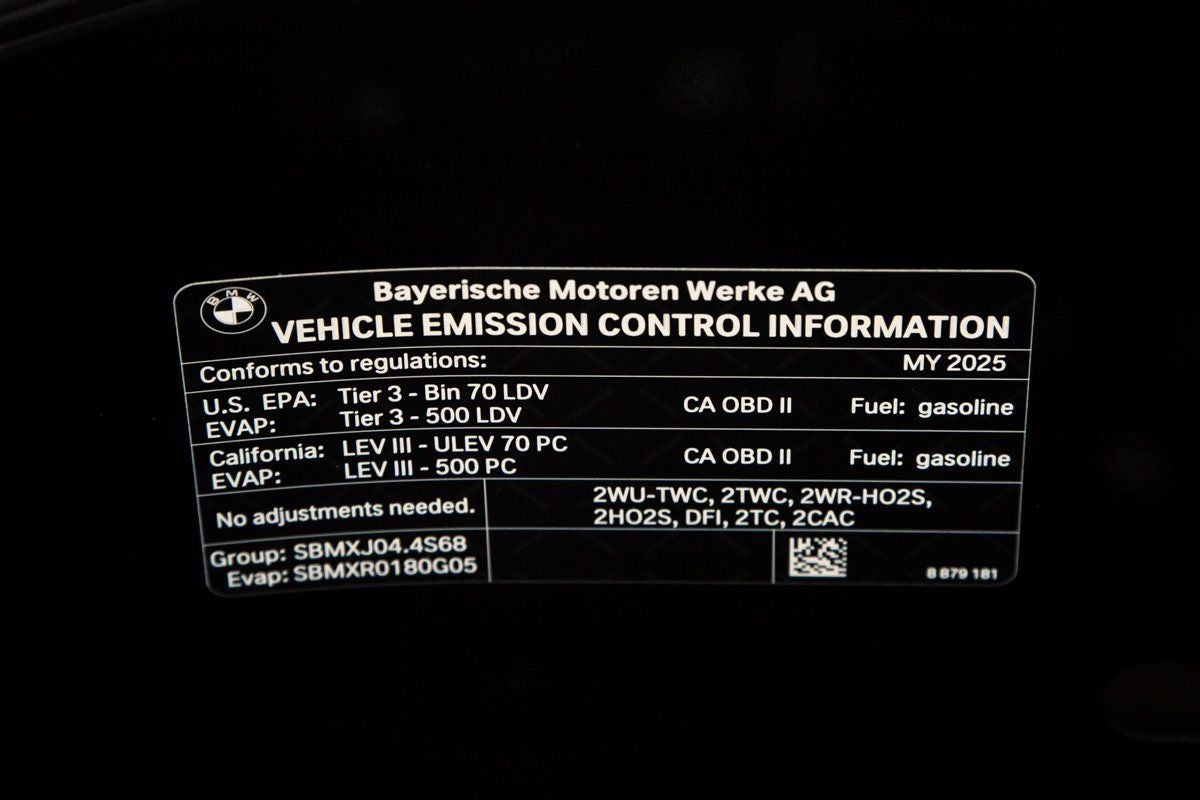 BMW
Bayerische Motoren Werke AG
VEHICLE EMISSION CONTROL INFORMATION
Conforms to regulations: MY 2025
U.S. EPA: Tier 3 - Bin 70 LDV CA OBD II Fuel: gasoline
EVAP: Tier 3 - 500 LDV
California: LEV III - ULEV 70 PC CA OBD II Fuel: gasoline
EVAP: LEV III - 500 PC
No adjustments needed.
2WU-TWC, 2TWC, 2WR-HO2S,
2HO2S, DFI, 2TC, 2CAC
Group: SBMXJ04.4S68
Evap: SBMXR0180G05
8 879 181